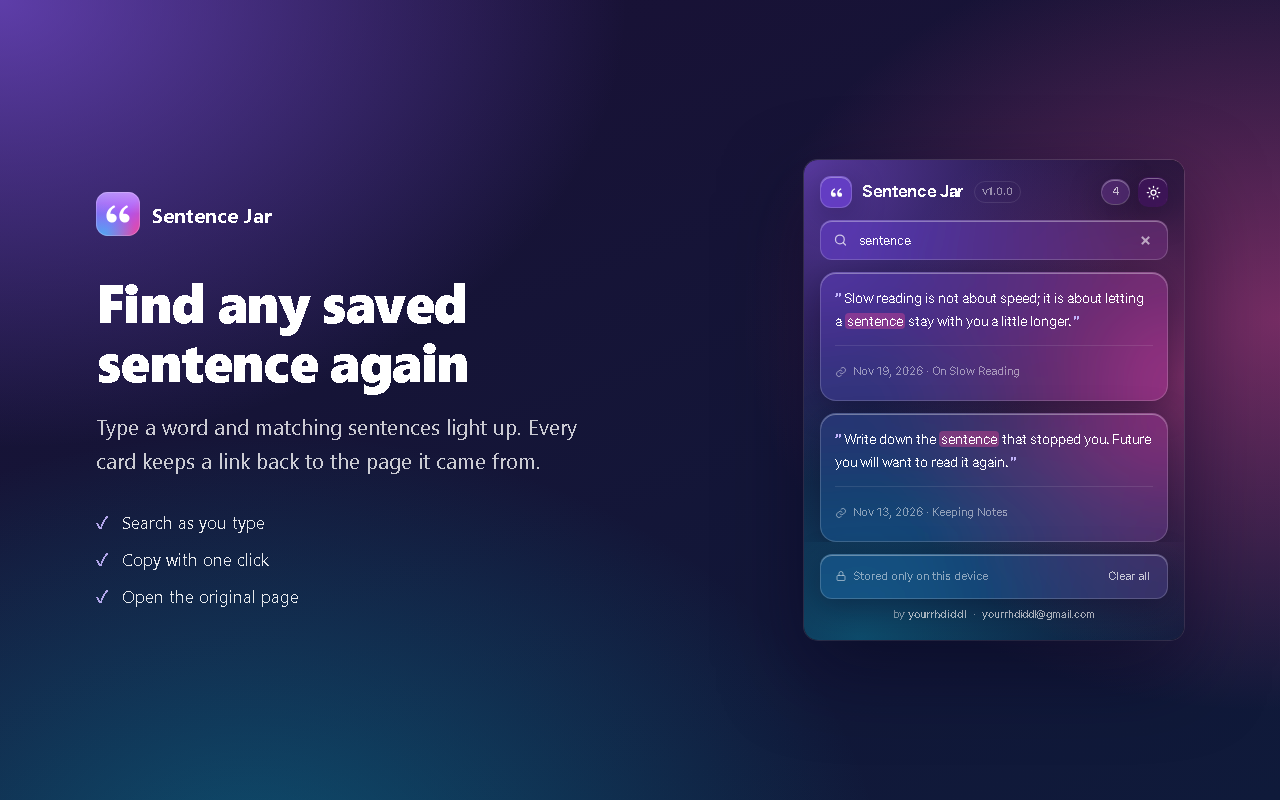 Sentence Jar
Find any saved
sentence again
Type a word and matching sentences light up. Every
card keeps a link back to the page it came from.
✓ Search as you type
✓ Copy with one click
✓ Open the original page
Sentence Jar v1.0.0 4
sentence
" Slow reading is not about speed; it is about letting
a sentence stay with you a little longer. "
Nov 19, 2026 · On Slow Reading
" Write down the sentence that stopped you. Future
you will want to read it again. "
Nov 13, 2026 · Keeping Notes
Stored only on this device Clear all
by yourrhdiddl · yourrhdiddl@gmail.com